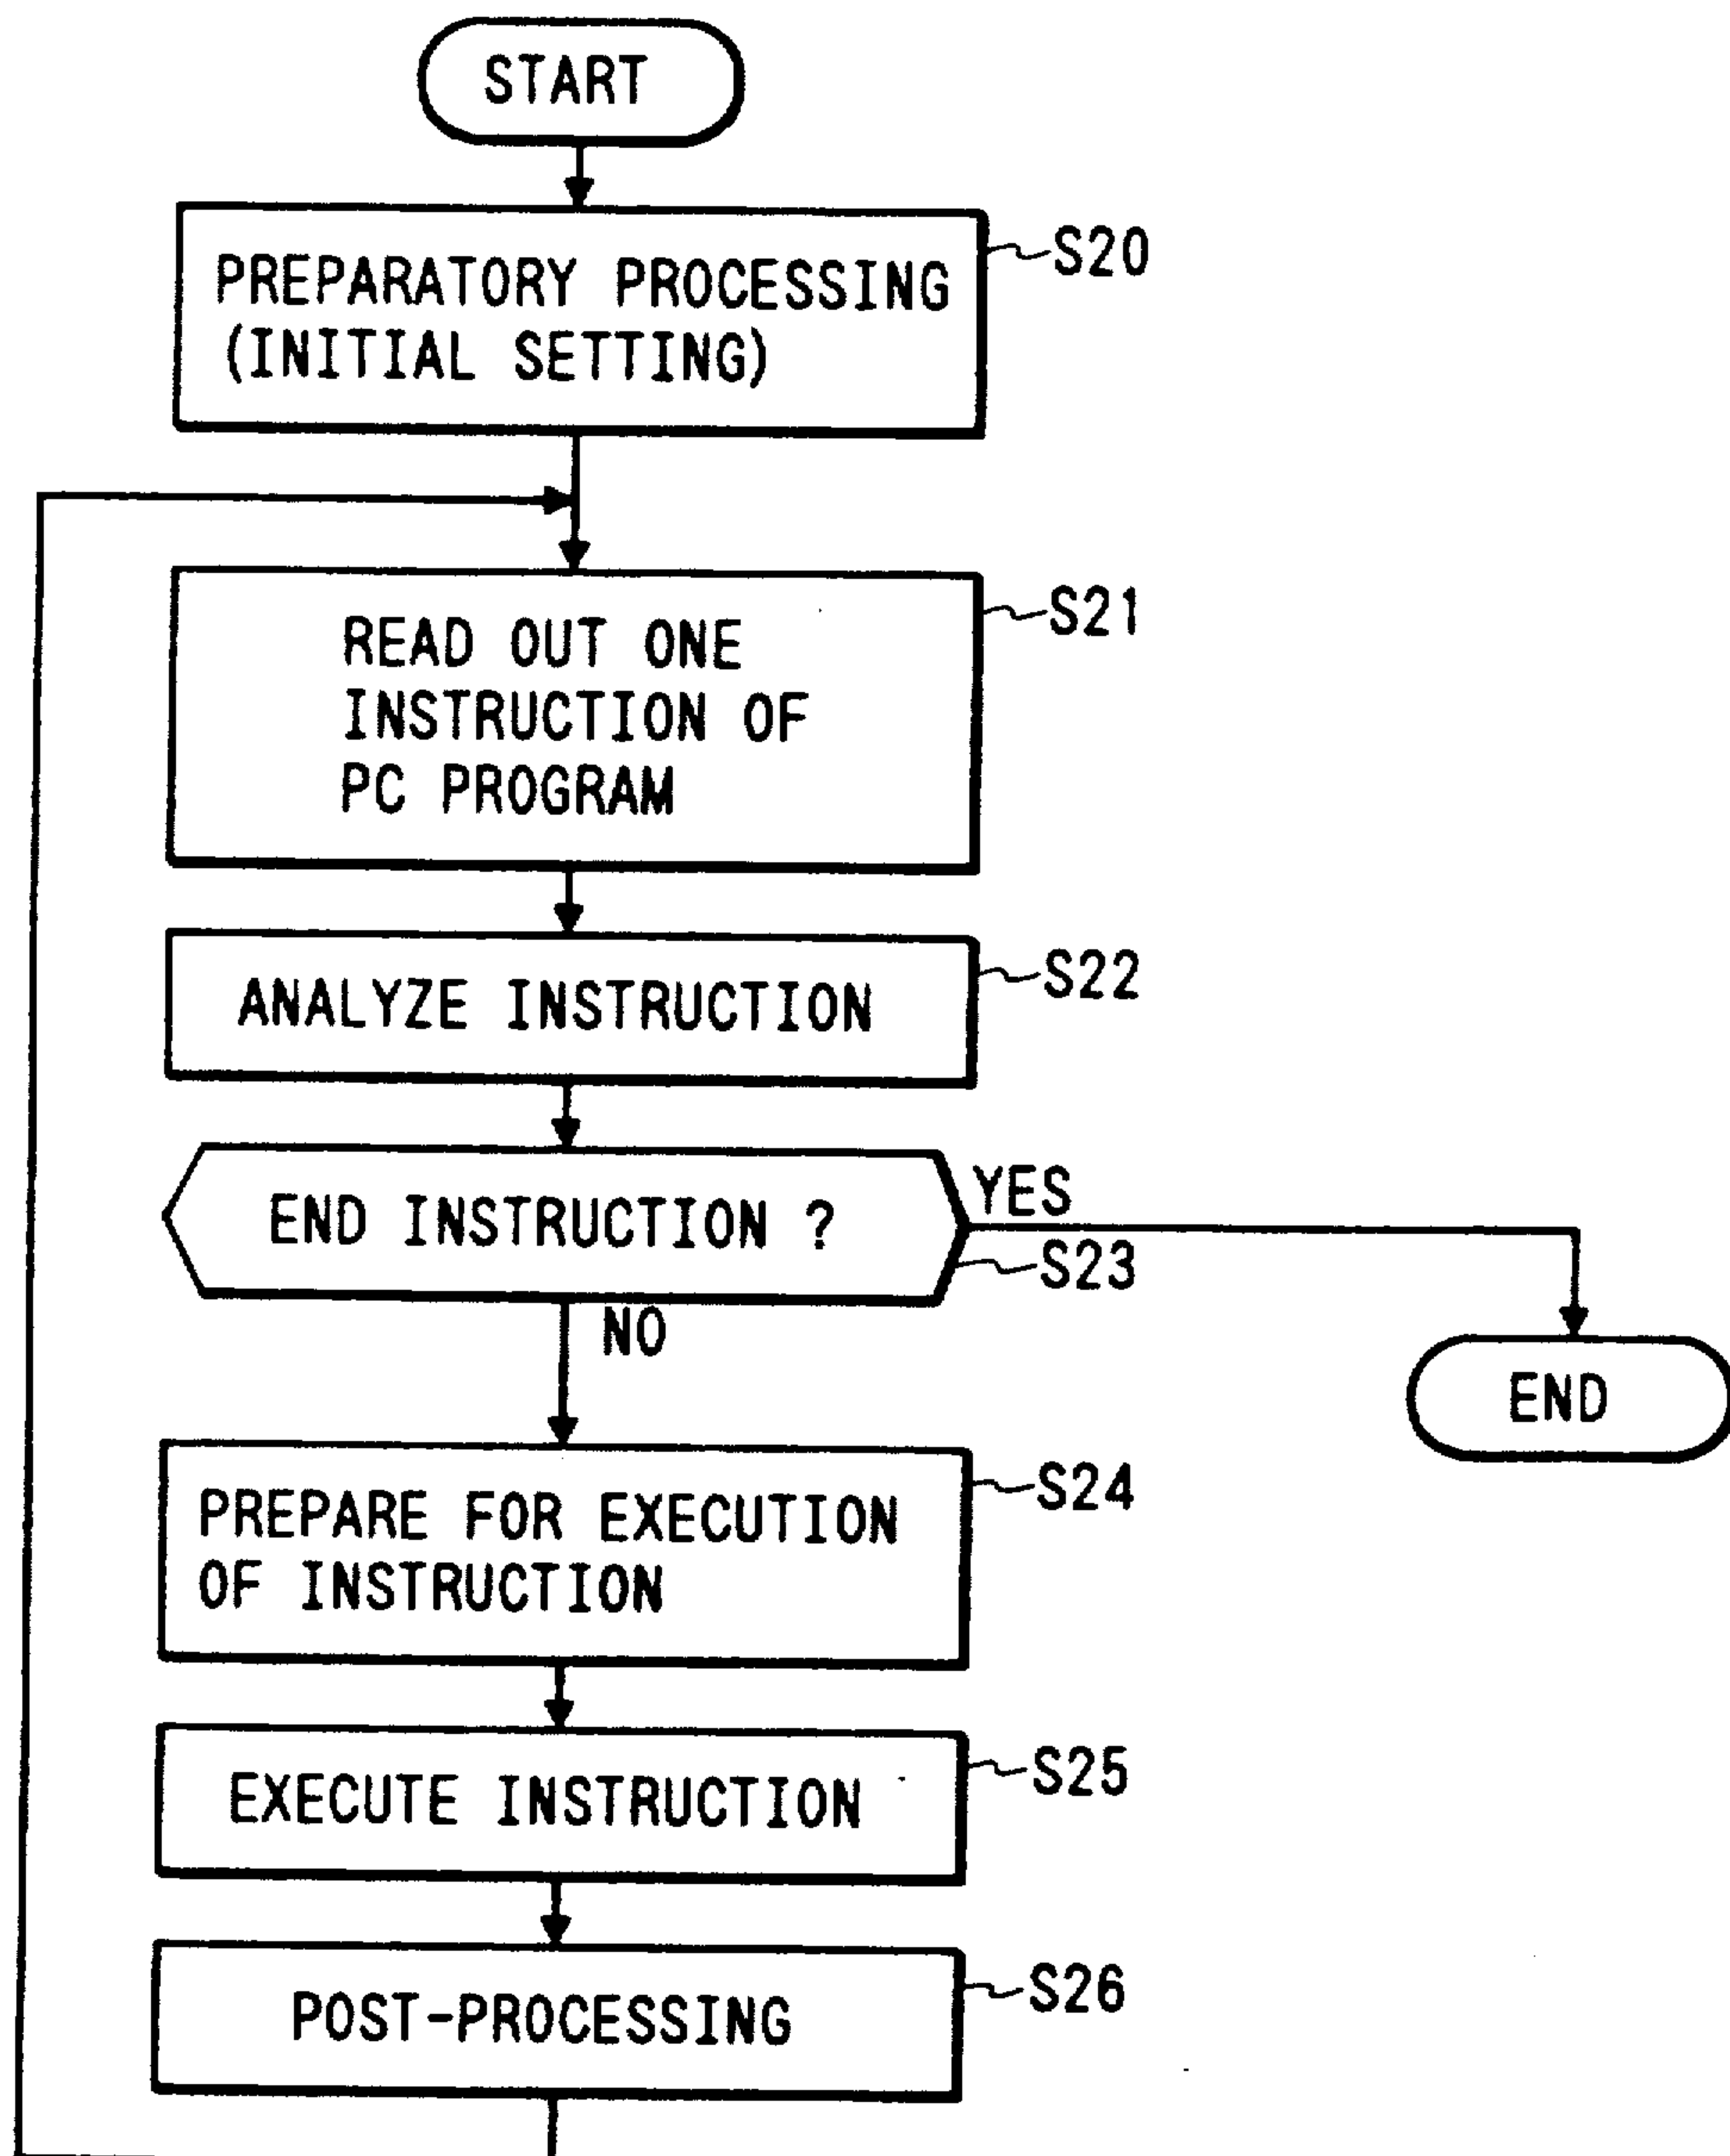 START
PREPARATORY PROCESSING
(INITIAL SETTING)
S20
READ OUT ONE
INSTRUCTION OF
PC PROGRAM
S21
ANALYZE INSTRUCTION
S22
END INSTRUCTION ?
YES
S23
NO
END
PREPARE FOR EXECUTION
OF INSTRUCTION
S24
EXECUTE INSTRUCTION
S25
POST-PROCESSING
S26